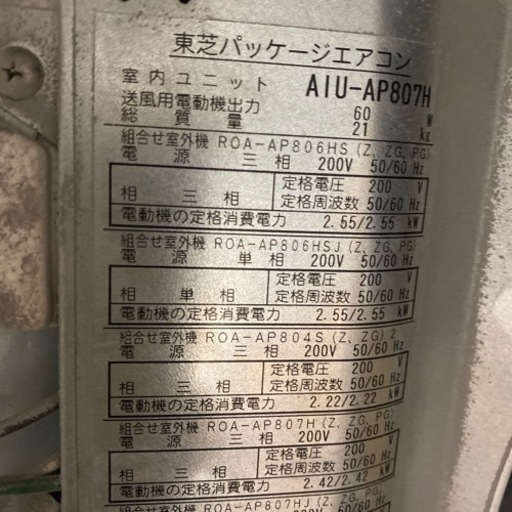 東芝パッケージエアコン
室内ユニット AIU-AP807H
送風用電動機出力 60 W
総質量 21 kg
組合せ室外機 ROA-AP806HS (Z, ZG, PG)
電源 三相 200V 50/60 Hz
相 三相 定格電圧 200 V
定格周波数 50/60 Hz
電動機の定格消費電力 2.55/2.55 kW
組合せ室外機 ROA-AP806HSJ (Z, ZG, PG)
電源 単相 200V 50/60 Hz
相 単相 定格電圧 200 V
定格周波数 50/60 Hz
電動機の定格消費電力 2.55/2.55 kW
組合せ室外機 ROA-AP804S (Z, ZG) 2
電源 三相 200V 50/60 Hz
相 三相 定格電圧 200 V
定格周波数 50/60 Hz
電動機の定格消費電力 2.22/2.22 kW
組合せ室外機 ROA-AP807H (Z, ZG, PG)
電源 三相 200V 50/60 Hz
相 三相 定格電圧 200 V
定格周波数 50/60 Hz
電動機の定格消費電力 2.42/2.42 kW
組合せ室外機 ROA-AP807HJ (Z, ZG, PG)